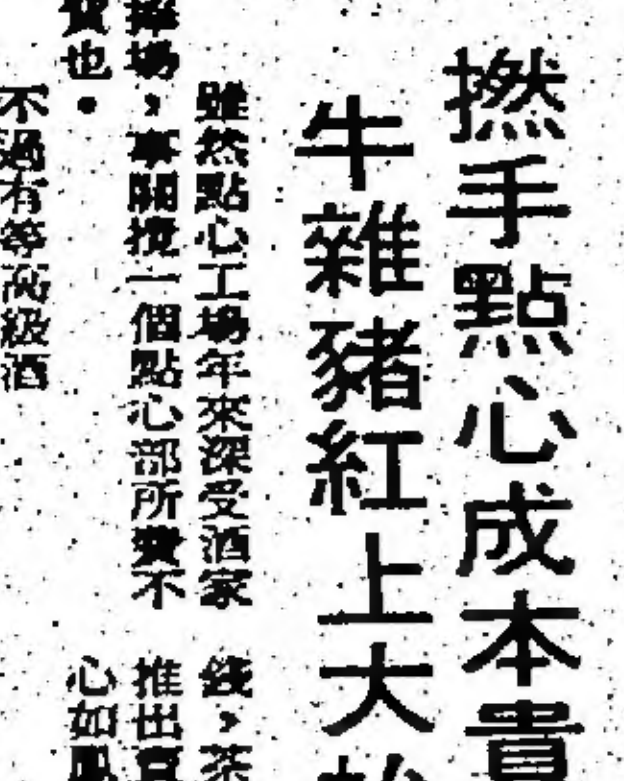 撚手點心成本貴
牛雜豬紅上大
雖然點心工場年來深受酒家
捧場，事關攪一個點心部所費不
貲也。
不過有等高級酒
錢，茶
推出
心如